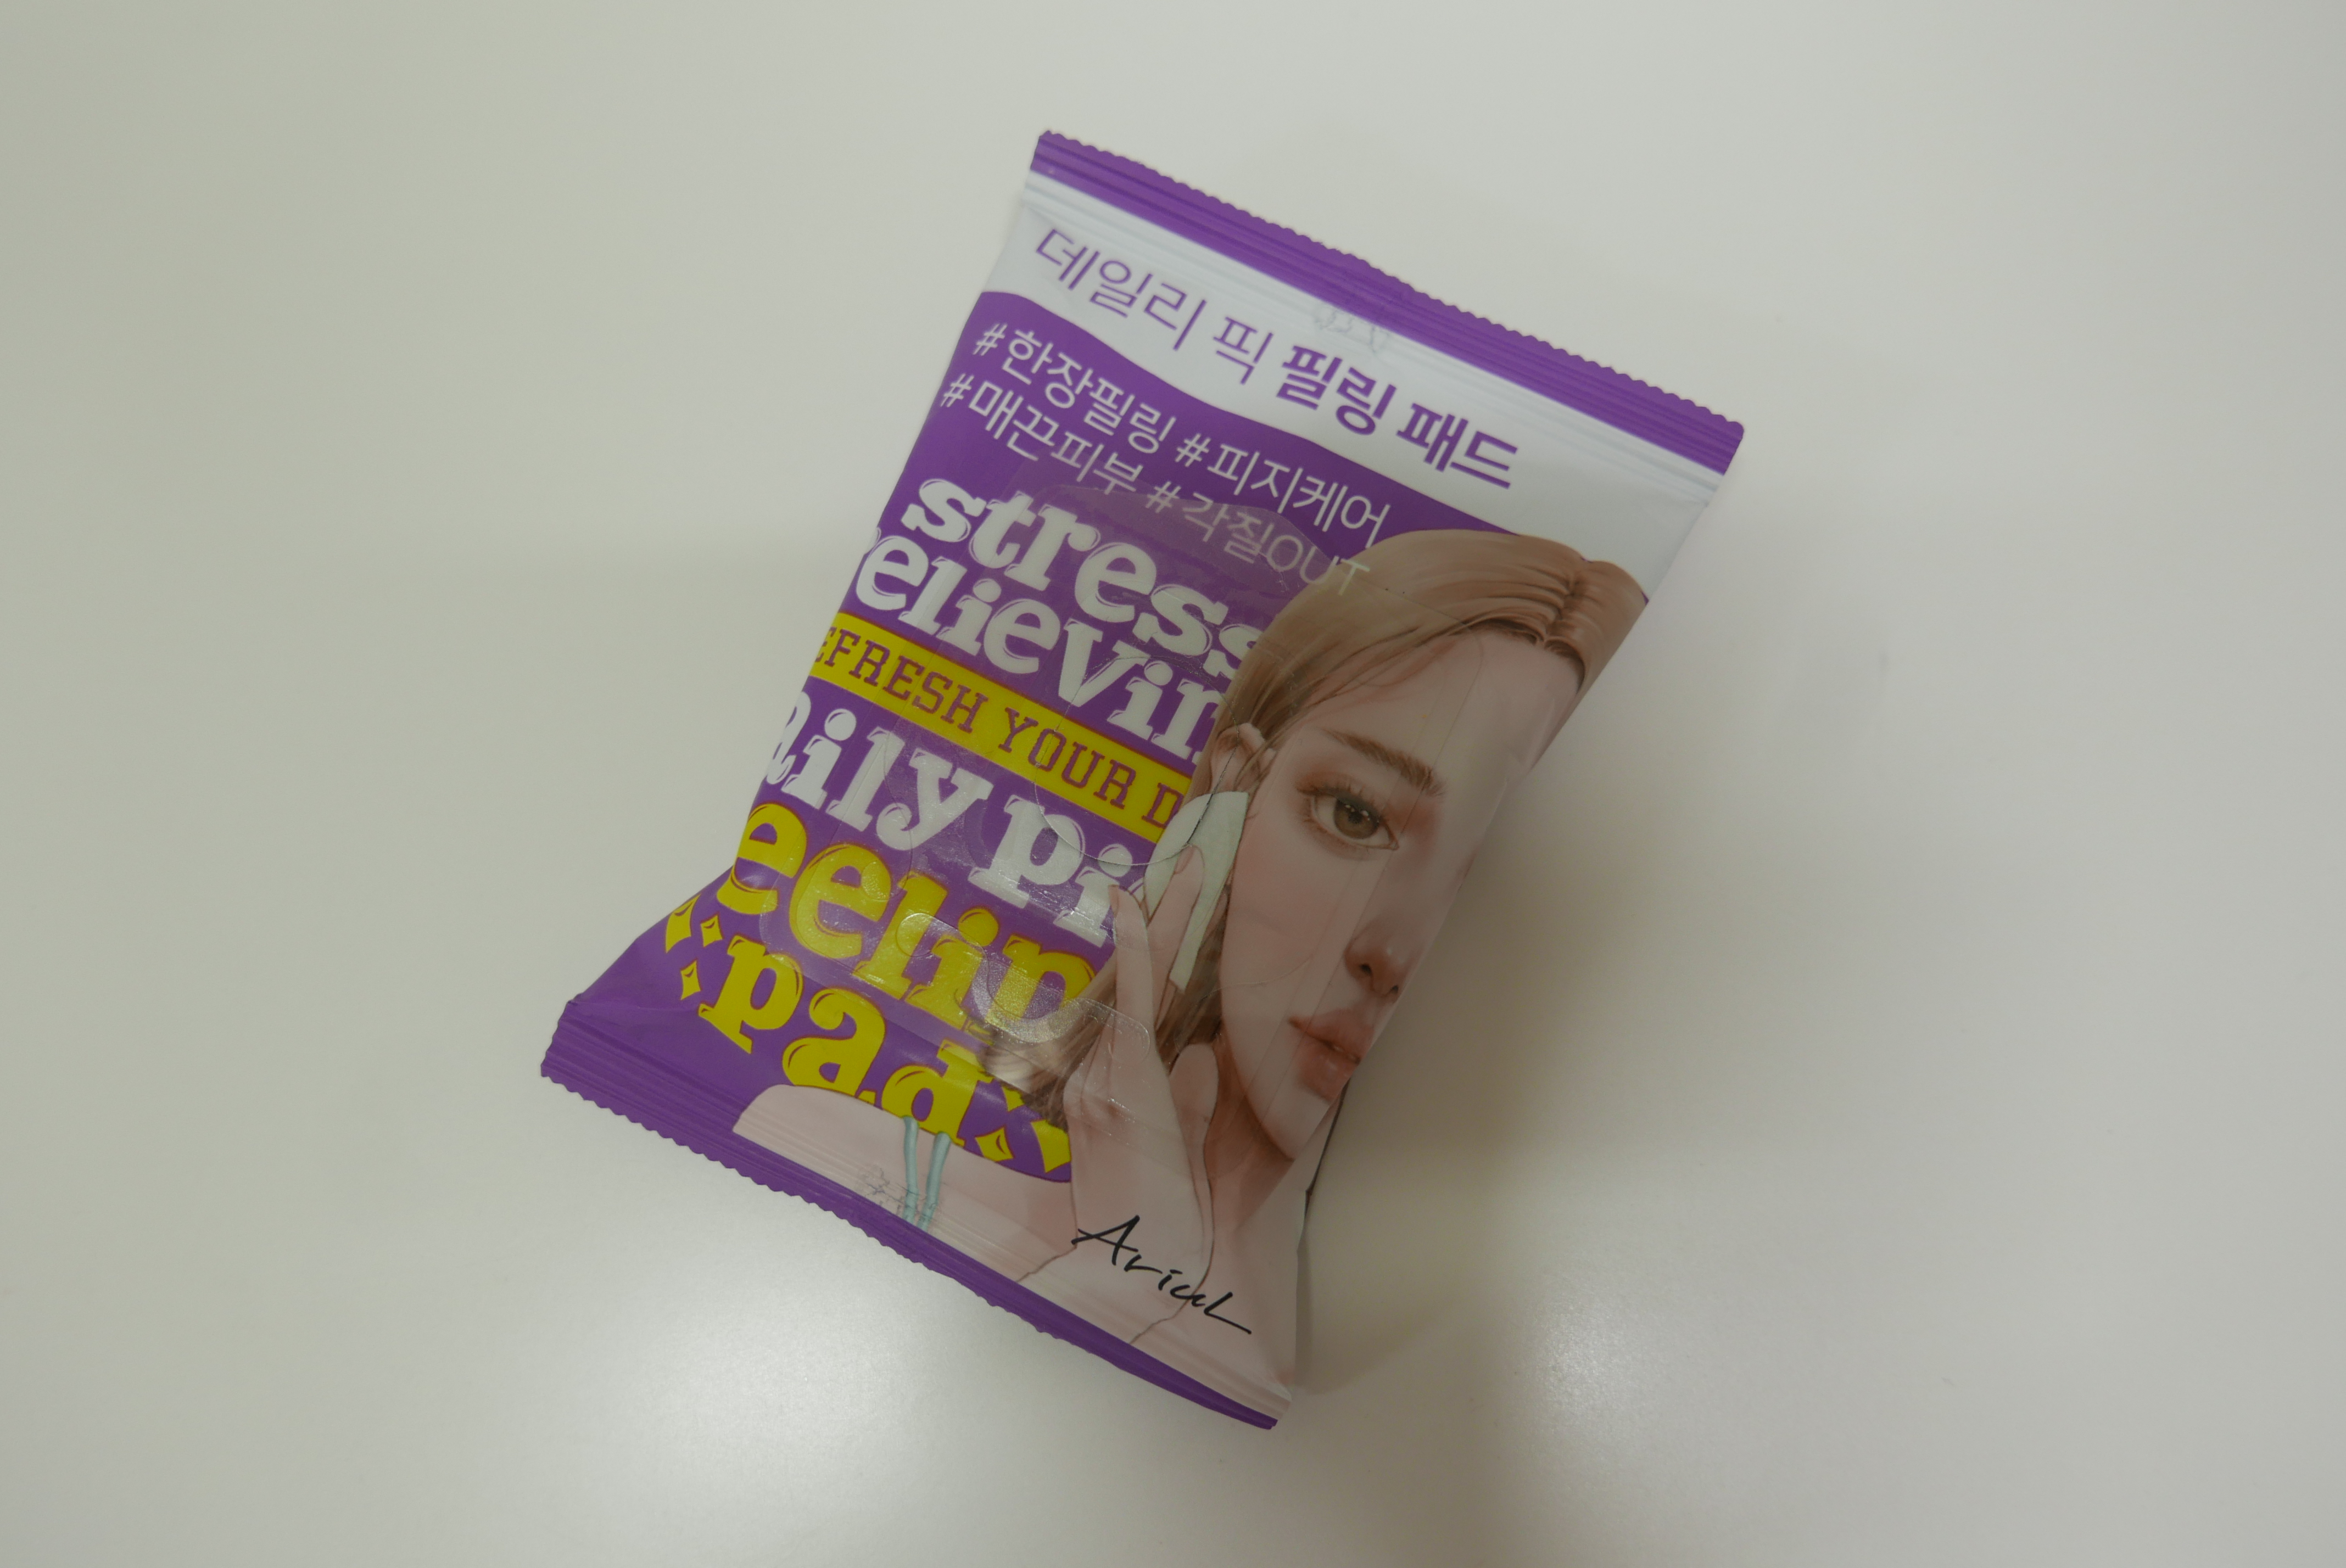 데일리 픽 필링 패드
#한장필링 #피지케어
#매끈피부 #각질OUT
stress
elievin
EFRESH YOUR D
aily pi
eelin
pad
Ariul